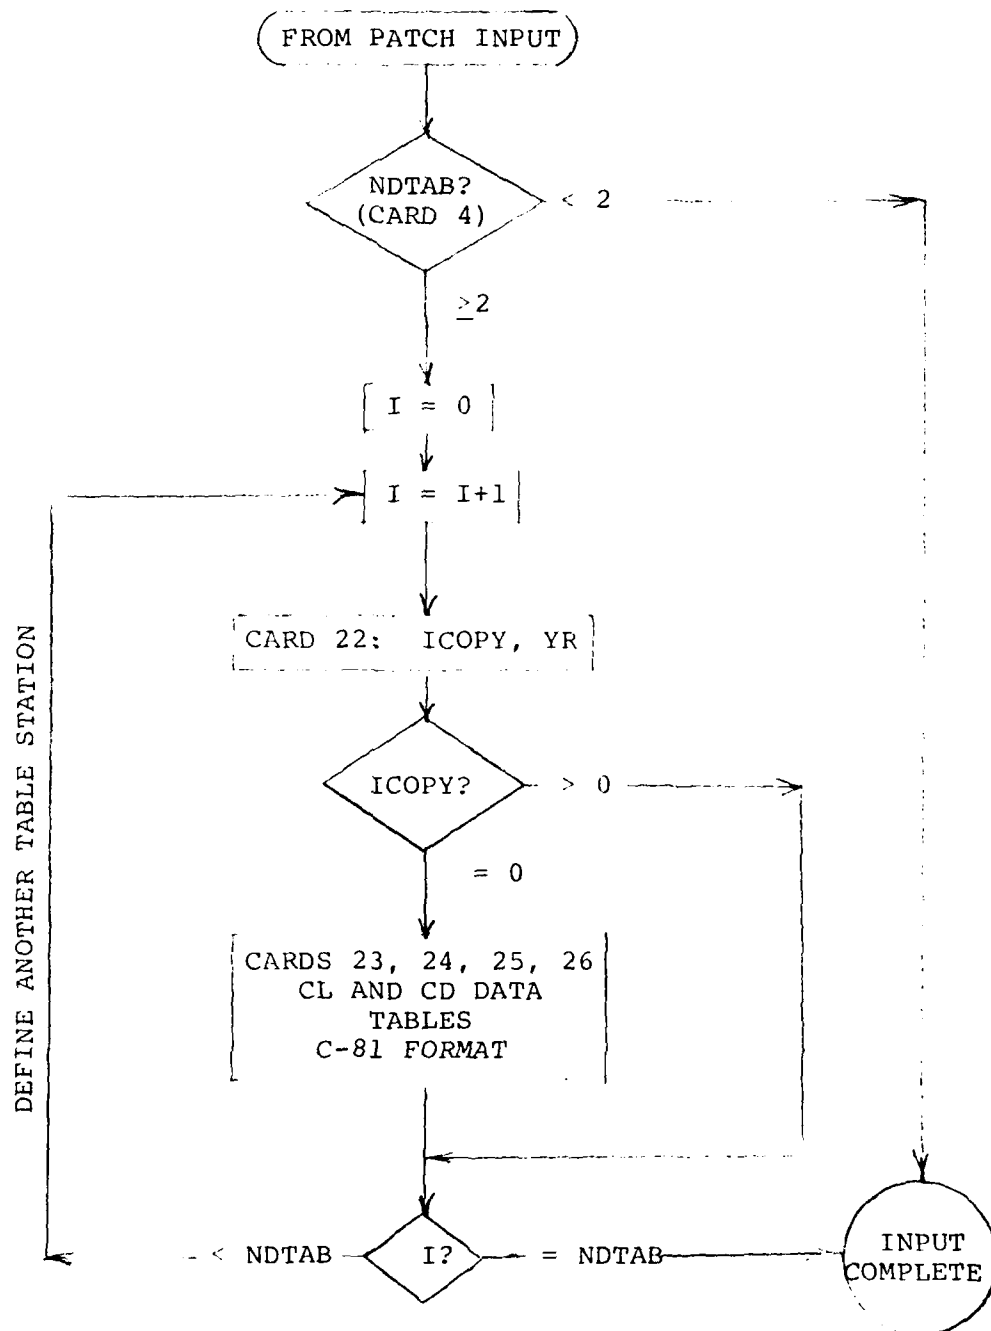 FROM PATCH INPUT
NDTAB?
(CARD 4)
< 2
≥2
I = 0
I = I+1
CARD 22: ICOPY, YR
ICOPY?
> 0
= 0
CARDS 23, 24, 25, 26
CL AND CD DATA
TABLES
C-81 FORMAT
DEFINE ANOTHER TABLE STATION
< NDTAB
I?
= NDTAB
INPUT
COMPLETE